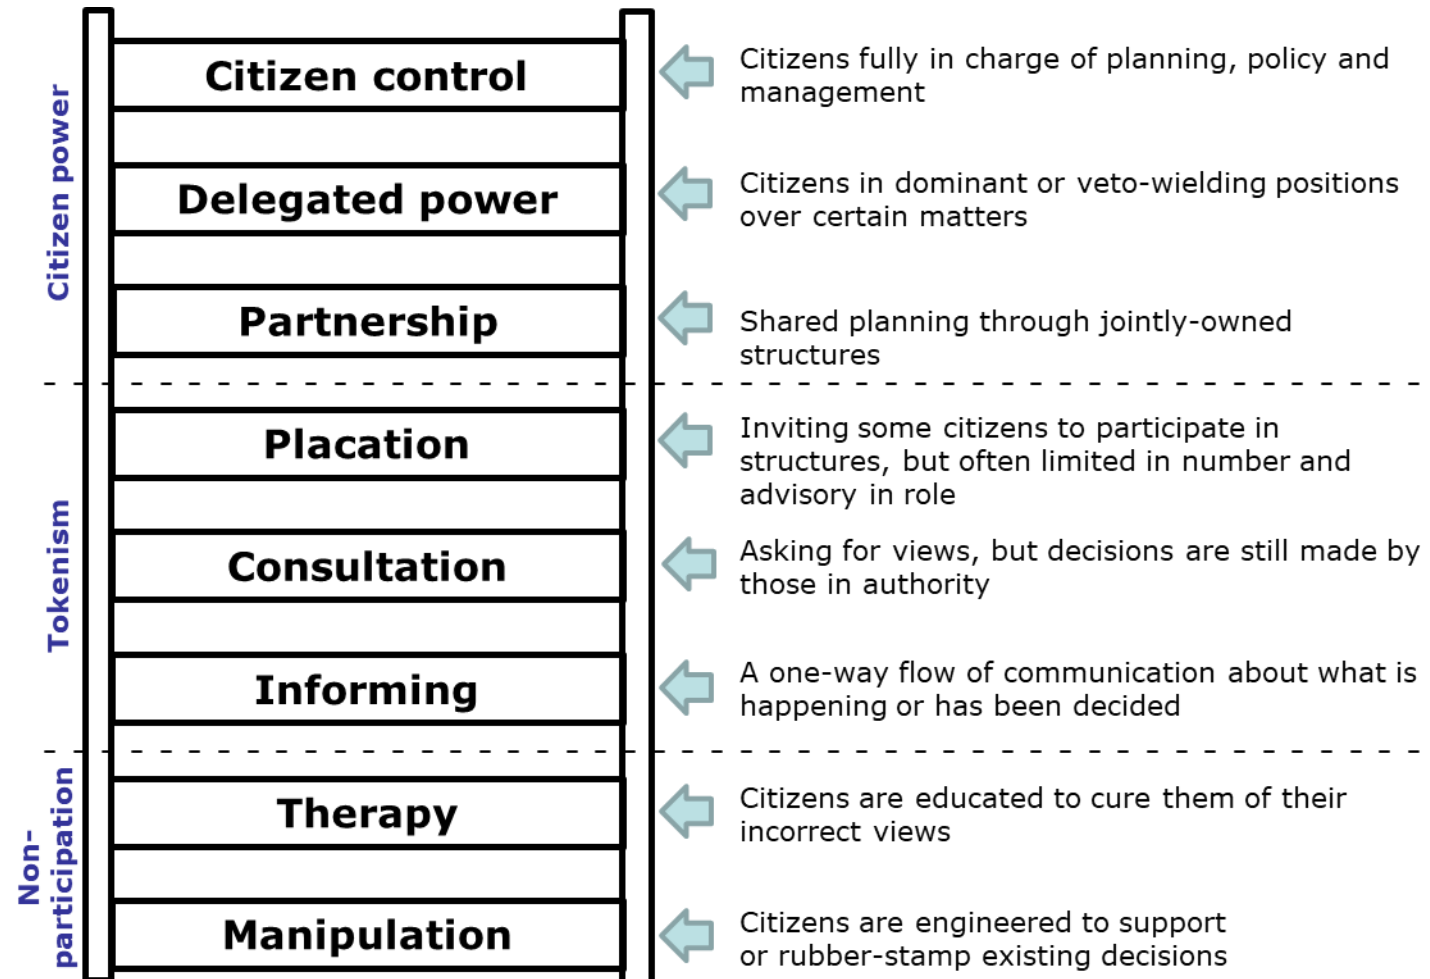 Citizen power
Citizen control
Citizens fully in charge of planning, policy and
management
Delegated power
Citizens in dominant or veto-wielding positions
over certain matters
Partnership
Shared planning through jointly-owned
structures
Tokenism
Placation
Inviting some citizens to participate in
structures, but often limited in number and
advisory in role
Consultation
Asking for views, but decisions are still made by
those in authority
Informing
A one-way flow of communication about what is
happening or has been decided
Non-
participation
Therapy
Citizens are educated to cure them of their
incorrect views
Manipulation
Citizens are engineered to support
or rubber-stamp existing decisions